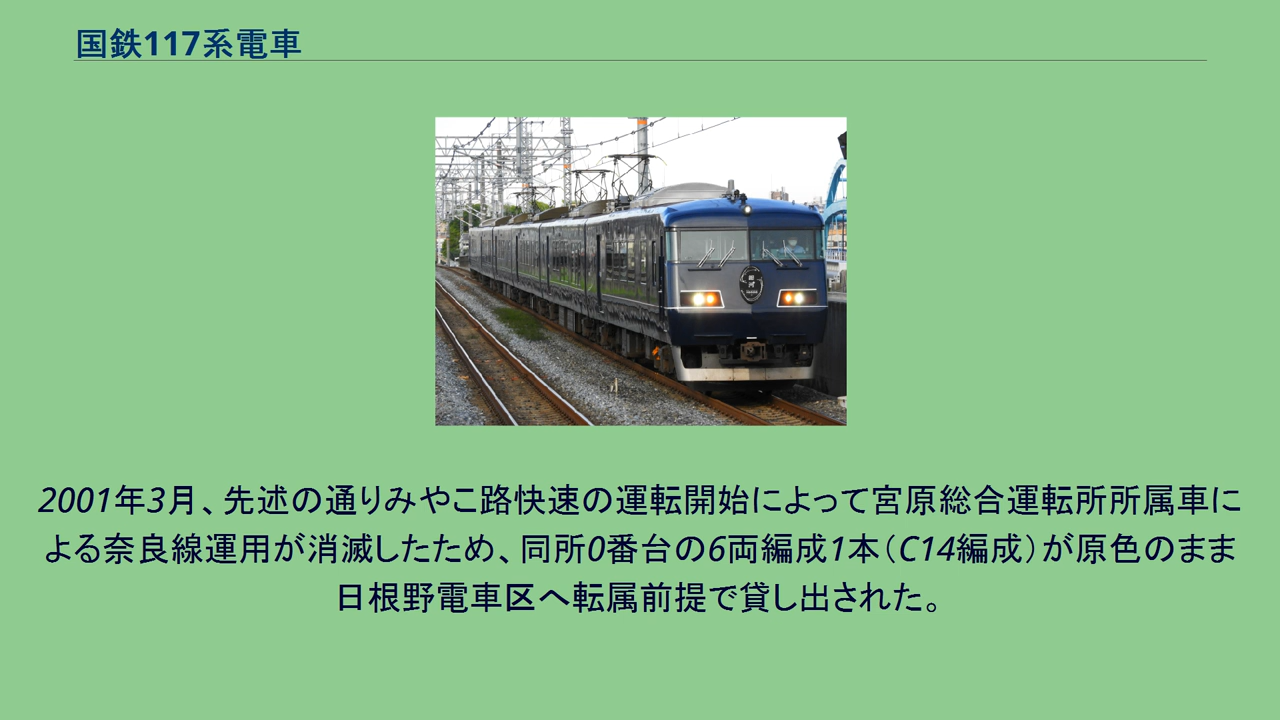 国鉄117系電車
2001年3月、先述の通りみやこ路快速の運転開始によって宮原総合運転所所属車に
よる奈良線運用が消滅したため、同所0番台の6両編成1本（C14編成）が原色のまま
日根野電車区へ転属前提で貸し出された。